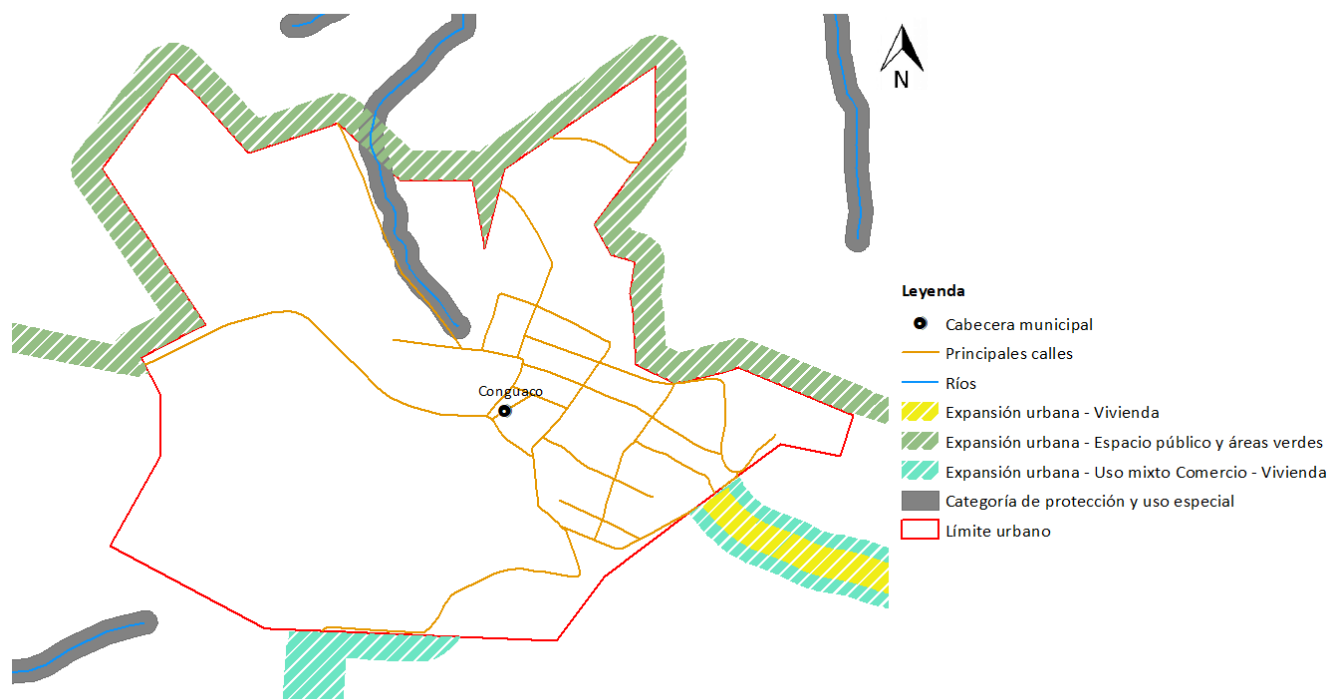 N
Leyenda
Cabecera municipal
Principales calles
Ríos
Conguaco
Expansión urbana - Vivienda
Expansión urbana - Espacio público y áreas verdes
Expansión urbana - Uso mixto Comercio - Vivienda
Categoría de protección y uso especial
Límite urbano